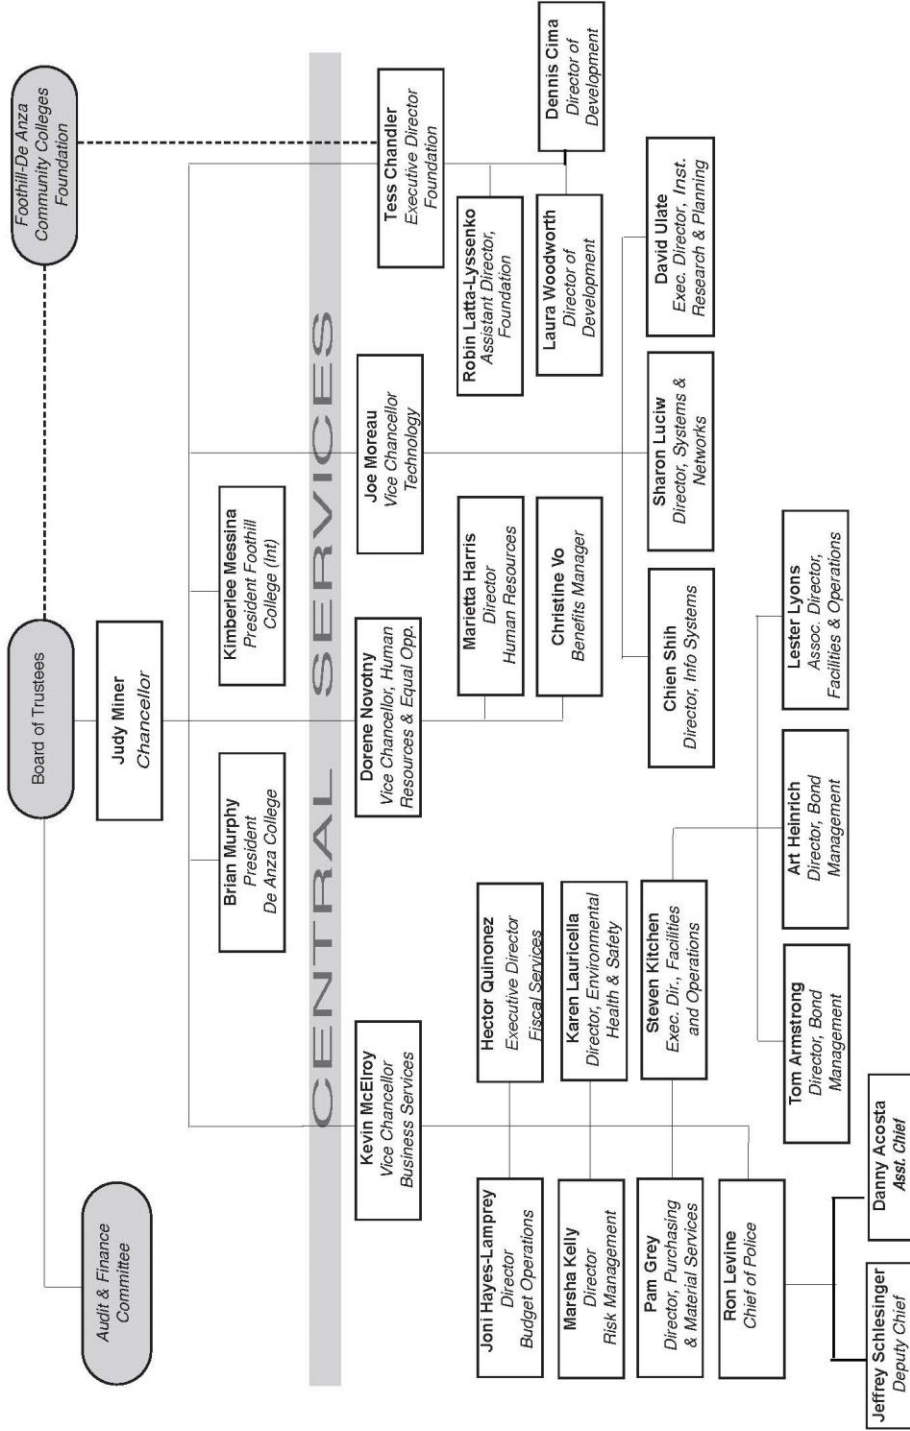 Foothill-De Anza
Community Colleges
Foundation
Board of Trustees
Audit & Finance
Committee
Judy Miner
Chancellor
Brian Murphy
President
De Anza College
Kimberlee Messina
President Foothill
College (Int)
CENTRAL SERVICES
Kevin McElroy
Vice Chancellor
Business Services
Dorene Novotny
Vice Chancellor, Human
Resources & Equal Opp.
Joe Moreau
Vice Chancellor
Technology
Tess Chandler
Executive Director
Foundation
Joni Hayes-Lamprey
Director
Budget Operations
Hector Quinonez
Executive Director
Fiscal Services
Marietta Harris
Director
Human Resources
Robin Latta-Lyssenko
Assistant Director,
Foundation
Marsha Kelly
Director
Risk Management
Karen Lauricella
Director, Environmental
Health & Safety
Christine Vo
Benefits Manager
Laura Woodworth
Director of
Development
Dennis Cima
Director of
Development
Pam Grey
Director, Purchasing
& Material Services
Steven Kitchen
Exec. Dir., Facilities
and Operations
Chien Shih
Director, Info Systems
Sharon Luciw
Director, Systems &
Networks
David Ulate
Exec. Director, Inst.
Research & Planning
Ron Levine
Chief of Police
Tom Armstrong
Director, Bond
Management
Art Heinrich
Director, Bond
Management
Lester Lyons
Assoc. Director,
Facilities & Operations
Jeffrey Schlesinger
Deputy Chief
Danny Acosta
Asst. Chief